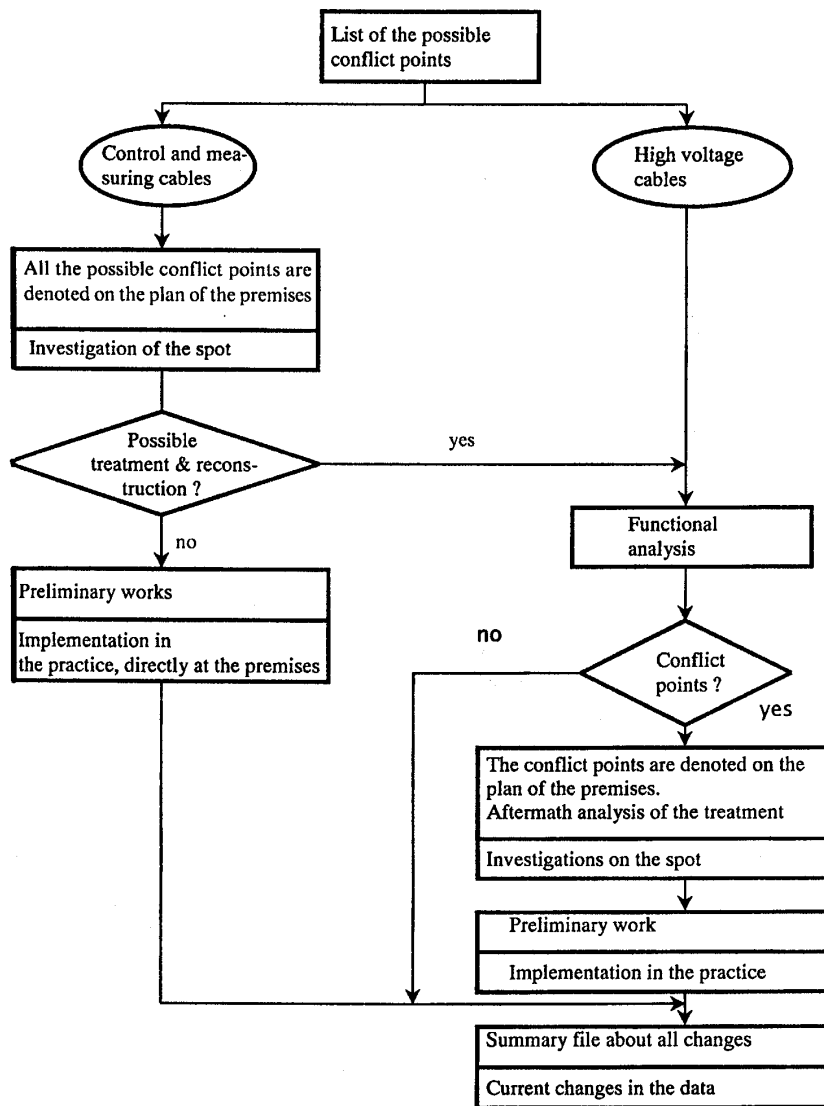 List of the possible
conflict points
Control and mea-
suring cables
High voltage
cables
All the possible conflict points are
denoted on the plan of the premises
Investigation of the spot
Possible
treatment & recons-
truction ?
yes
no
Functional
analysis
Preliminary works
Implementation in
the practice, directly at the premises
no
Conflict
points ?
yes
The conflict points are denoted on the
plan of the premises.
Aftermath analysis of the treatment
Investigations on the spot
Preliminary work
Implementation in the practice
Summary file about all changes
Current changes in the data